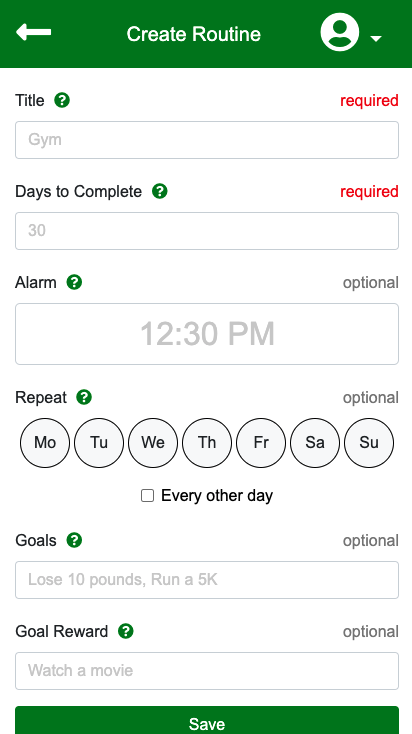 Create Routine
Title ? required
Gym
Days to Complete ? required
30
Alarm ? optional
12:30 PM
Repeat ? optional
Mo Tu We Th Fr Sa Su
Every other day
Goals ? optional
Lose 10 pounds, Run a 5K
Goal Reward ? optional
Watch a movie
Save